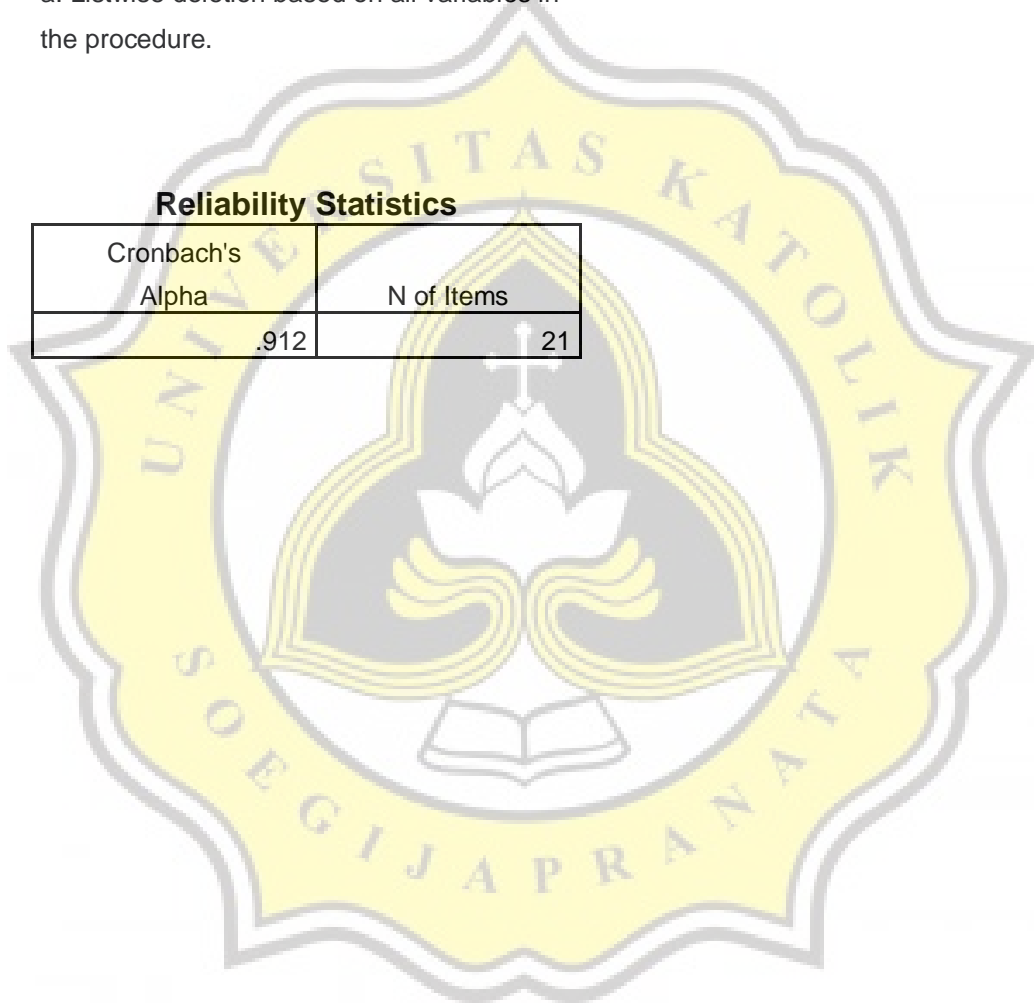 a. Listwise deletion based on all variables in
the procedure.
Reliability Statistics
Cronbach's
Alpha
N of Items
.912
21
UNIVERSITAS KATOLIK
SOEGIJAPRANATA